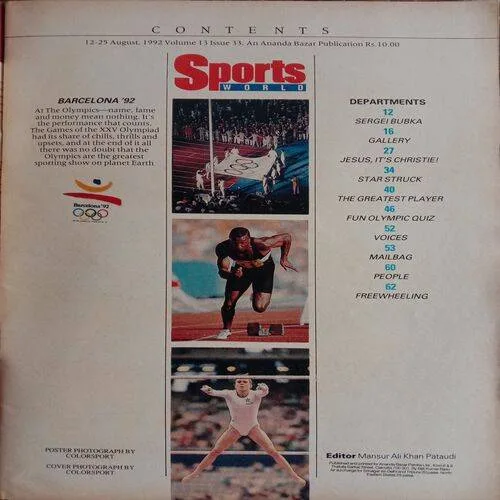 CONTENTS
12-25 August, 1992 Volume 13 Issue 33. An Ananda Bazar Publication Rs 10.00
Sports
WORLD
BARCELONA '92
At The Olympics—name, fame
and money mean nothing. It's
the performance that counts.
The Games of the XXV Olympiad
had its share of chills, thrills and
upsets, and at the end of it all
there was no doubt that the
Olympics are the greatest
sporting show on planet Earth
Barcelona '92
DEPARTMENTS
12
SERGEI BUBKA
16
GALLERY
27
JESUS, IT'S CHRISTIE!
34
STAR STRUCK
40
THE GREATEST PLAYER
46
FUN OLYMPIC QUIZ
52
VOICES
53
MAILBAG
60
PEOPLE
62
FREEWHEELING
POSTER PHOTOGRAPH BY
COLORSPORT
COVER PHOTOGRAPH BY
COLORSPORT
Editor Mansur Ali Khan Pataudi